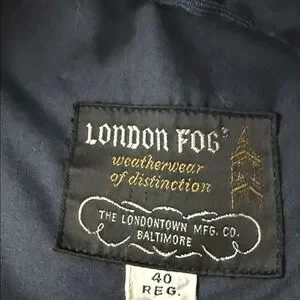 LONDON FOG®
weatherwear
of distinction
THE LONDONTOWN MFG. CO.
BALTIMORE
40
REG.